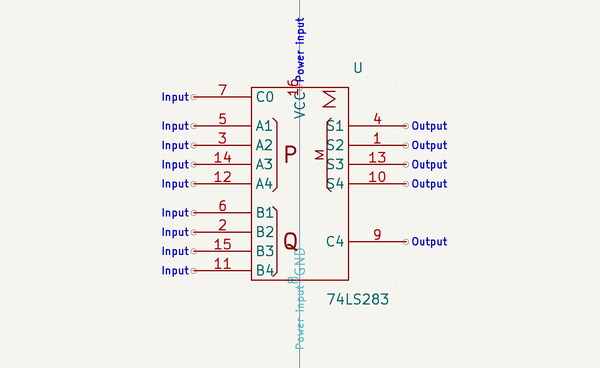 Power input
16
U
VCC
Σ
Input 7 C0
Input 5 A1
Input 3 A2
Input 14 A3
Input 12 A4
P
Input 6 B1
Input 2 B2
Input 15 B3
Input 11 B4
Q
Σ
S1 4 Output
S2 1 Output
S3 13 Output
S4 10 Output
C4 9 Output
GND
8
Power input
74LS283